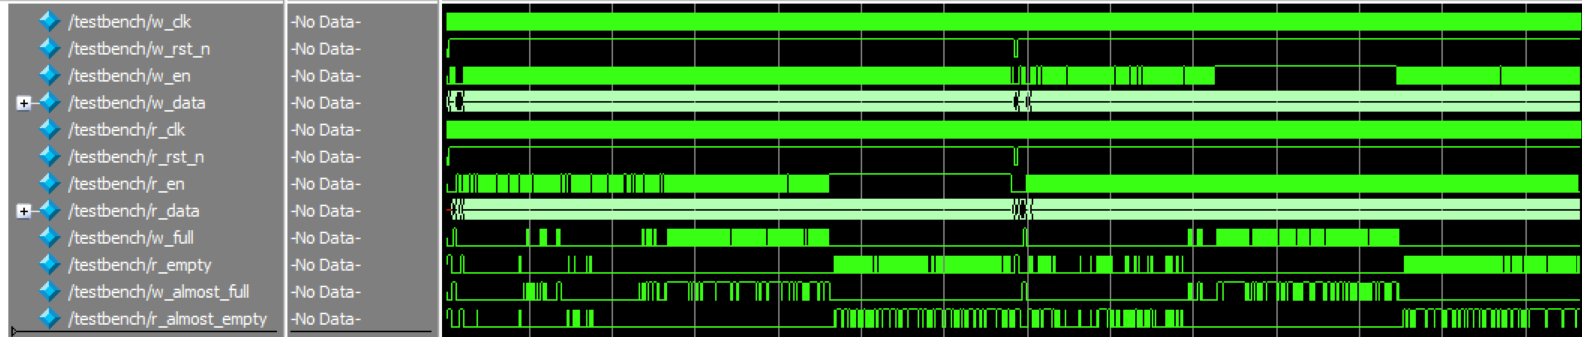 /testbench/w_clk -No Data-
/testbench/w_rst_n -No Data-
/testbench/w_en -No Data-
/testbench/w_data -No Data-
/testbench/r_clk -No Data-
/testbench/r_rst_n -No Data-
/testbench/r_en -No Data-
/testbench/r_data -No Data-
/testbench/w_full -No Data-
/testbench/r_empty -No Data-
/testbench/w_almost_full -No Data-
/testbench/r_almost_empty -No Data-